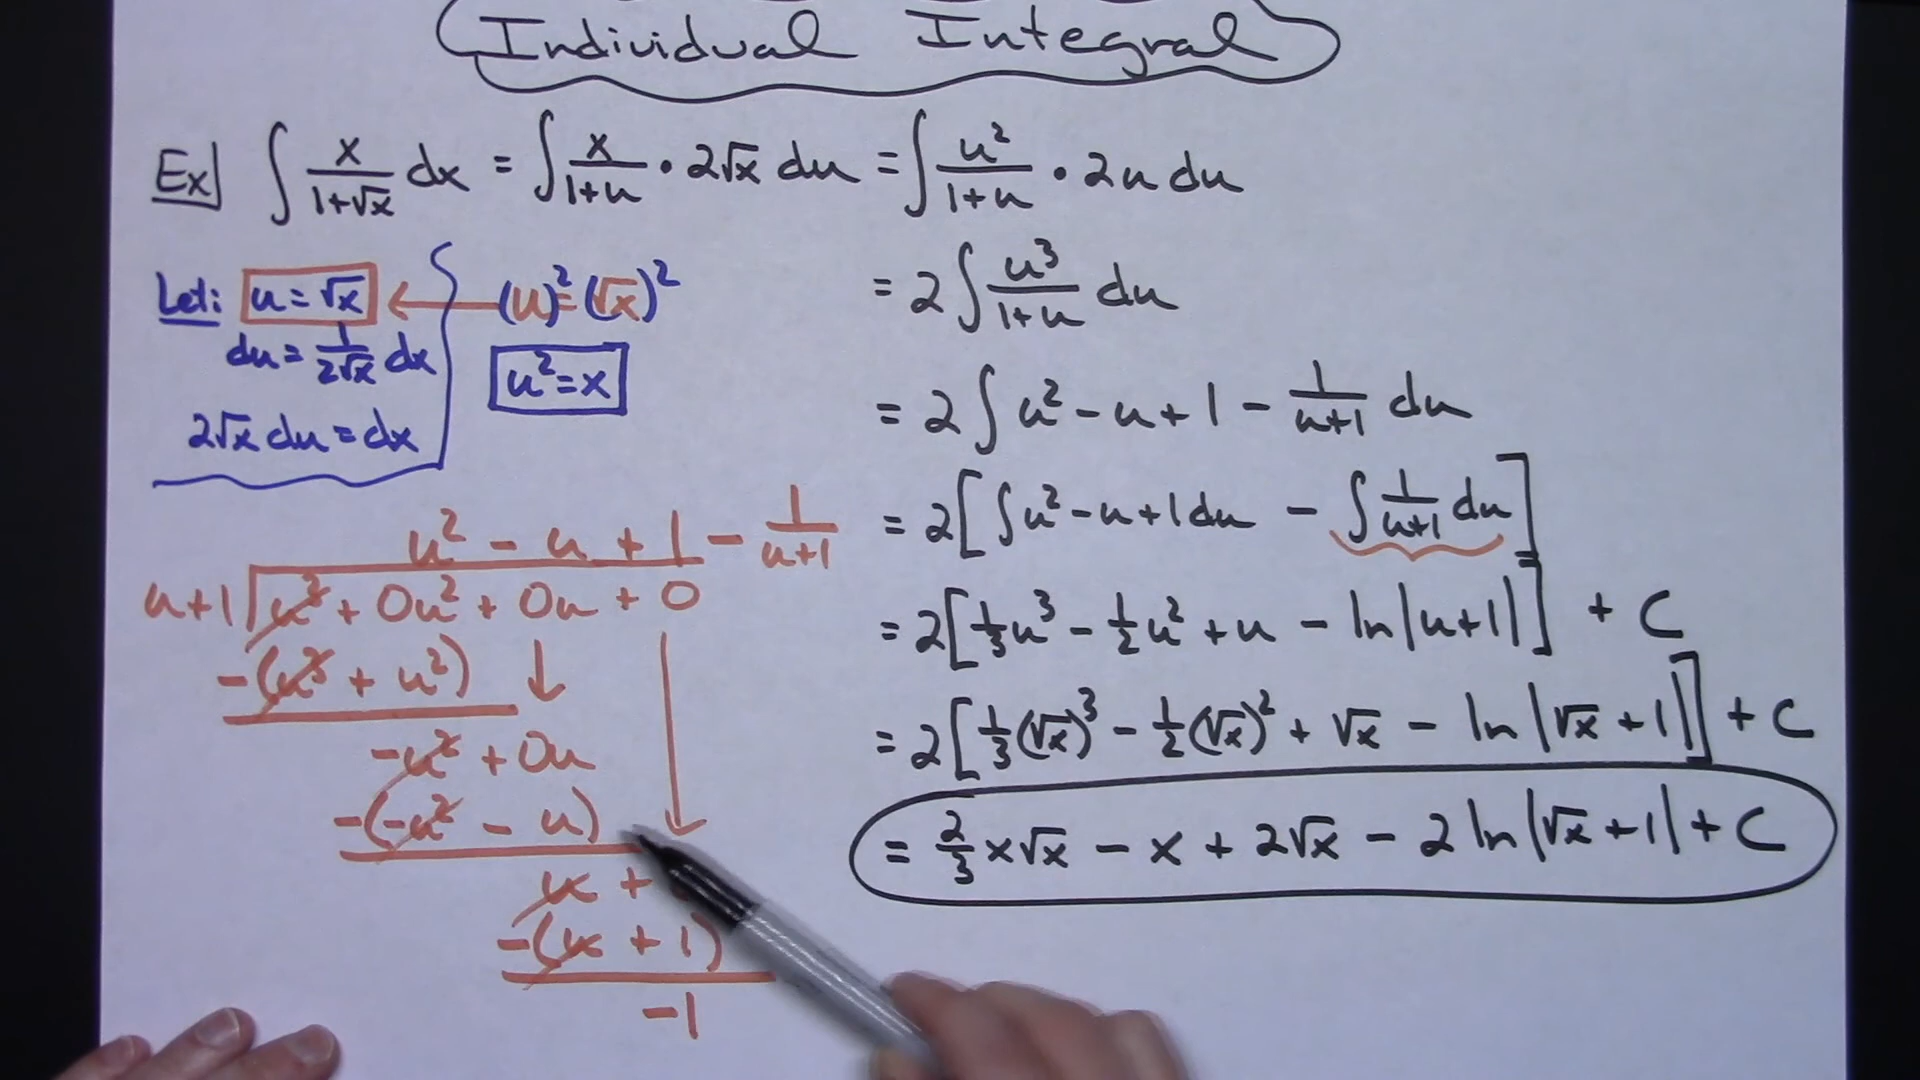 Individual Integral
Ex] ∫ x/(1+√x) dx = ∫ x/(1+u) • 2√x du = ∫ u²/(1+u) • 2u du
= 2 ∫ u³/(1+u) du
= 2 ∫ u² - u + 1 - 1/(u+1) du
= 2[∫ u² - u + 1 du - ∫ 1/(u+1) du]
= 2[1/3 u³ - 1/2 u² + u - ln|u+1|] + C
= 2[1/3 (√x)³ - 1/2 (√x)² + √x - ln|√x + 1|] + C
= 2/3 x√x - x + 2√x - 2 ln|√x + 1| + C
Let: u = √x ← (u)² = (√x)²
du = 1/(2√x) dx
u² = x
2√x du = dx
u² - u + 1 - 1/(u+1)
u+1 u³ + 0u² + 0u + 0
-(u³ + u²)
-u² + 0u
-(-u² - u)
u +
-(u + 1)
-1